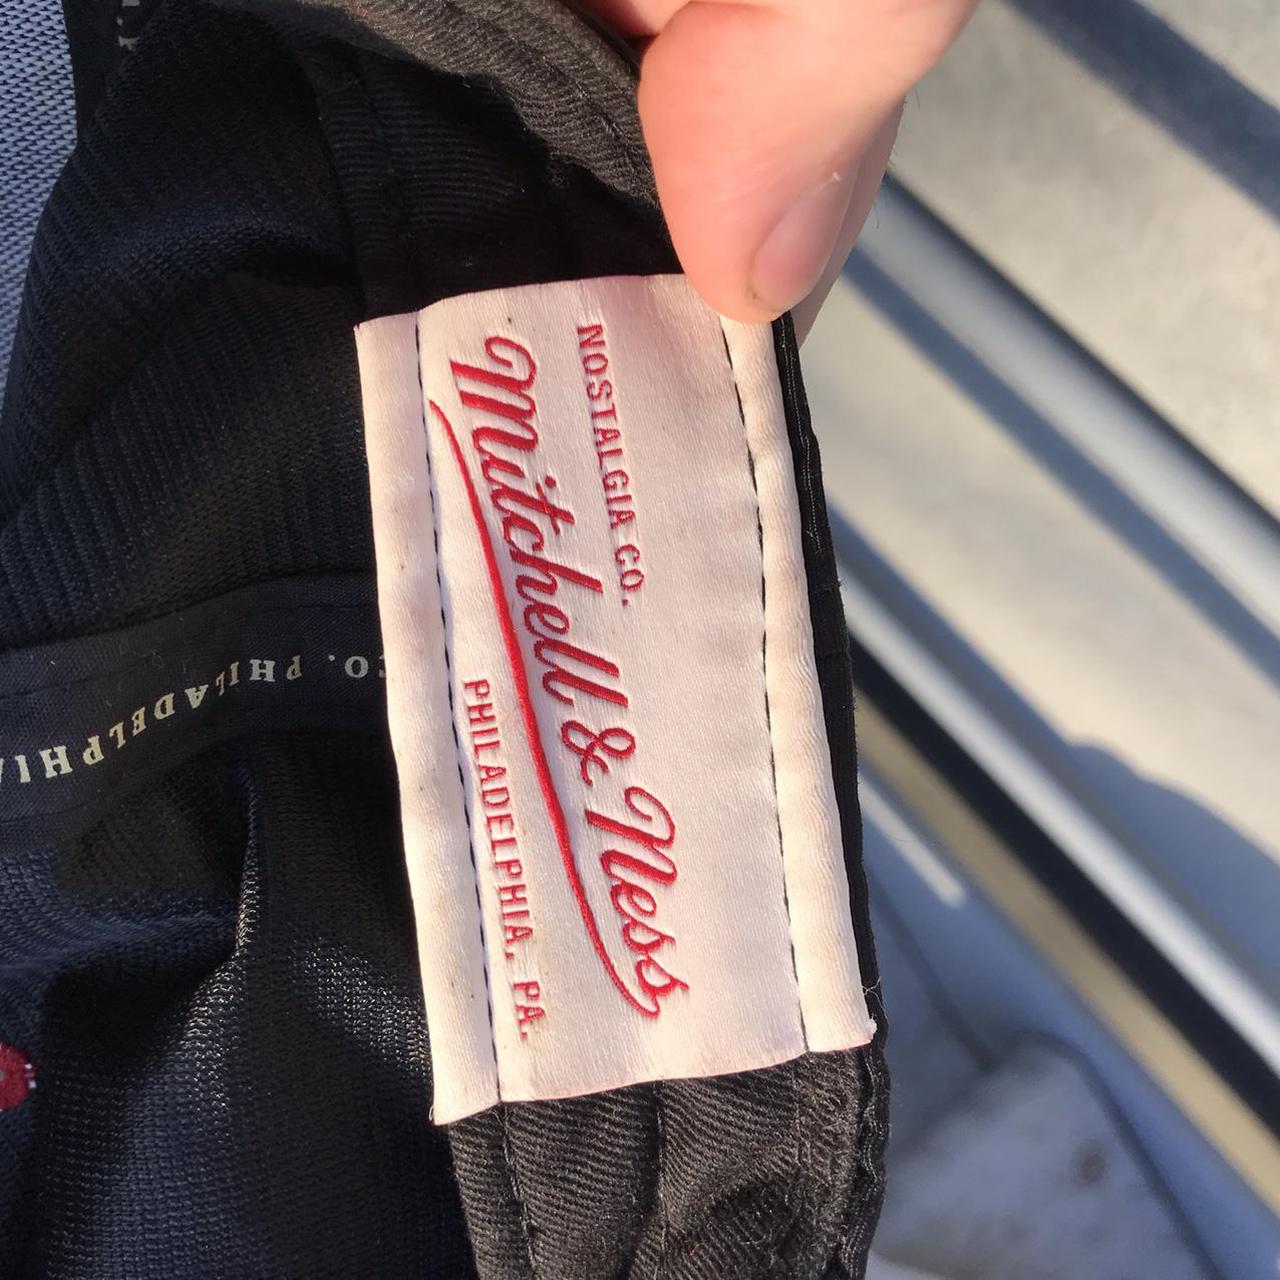 NOSTALGIA CO.
Mitchell & Ness
PHILADELPHIA, PA.
CO. PHILADELPHIA